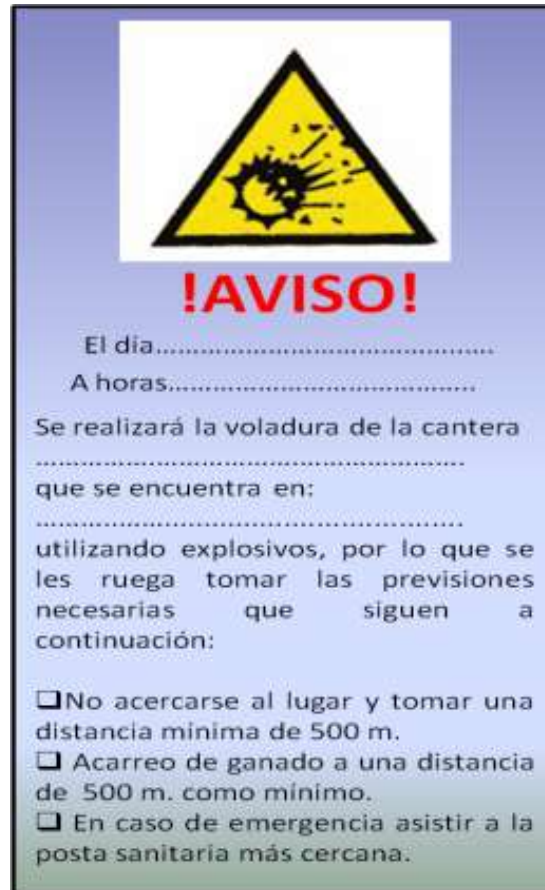 !AVISO!
El día....................................................
A horas...............................................
Se realizará la voladura de la cantera
................................................................
que se encuentra en:
................................................................
utilizando explosivos, por lo que se
les ruega tomar las previsiones
necesarias que siguen a
continuación:
❑No acercarse al lugar y tomar una
distancia mínima de 500 m.
❑ Acarreo de ganado a una distancia
de 500 m. como mínimo.
❑ En caso de emergencia asistir a la
posta sanitaria más cercana.